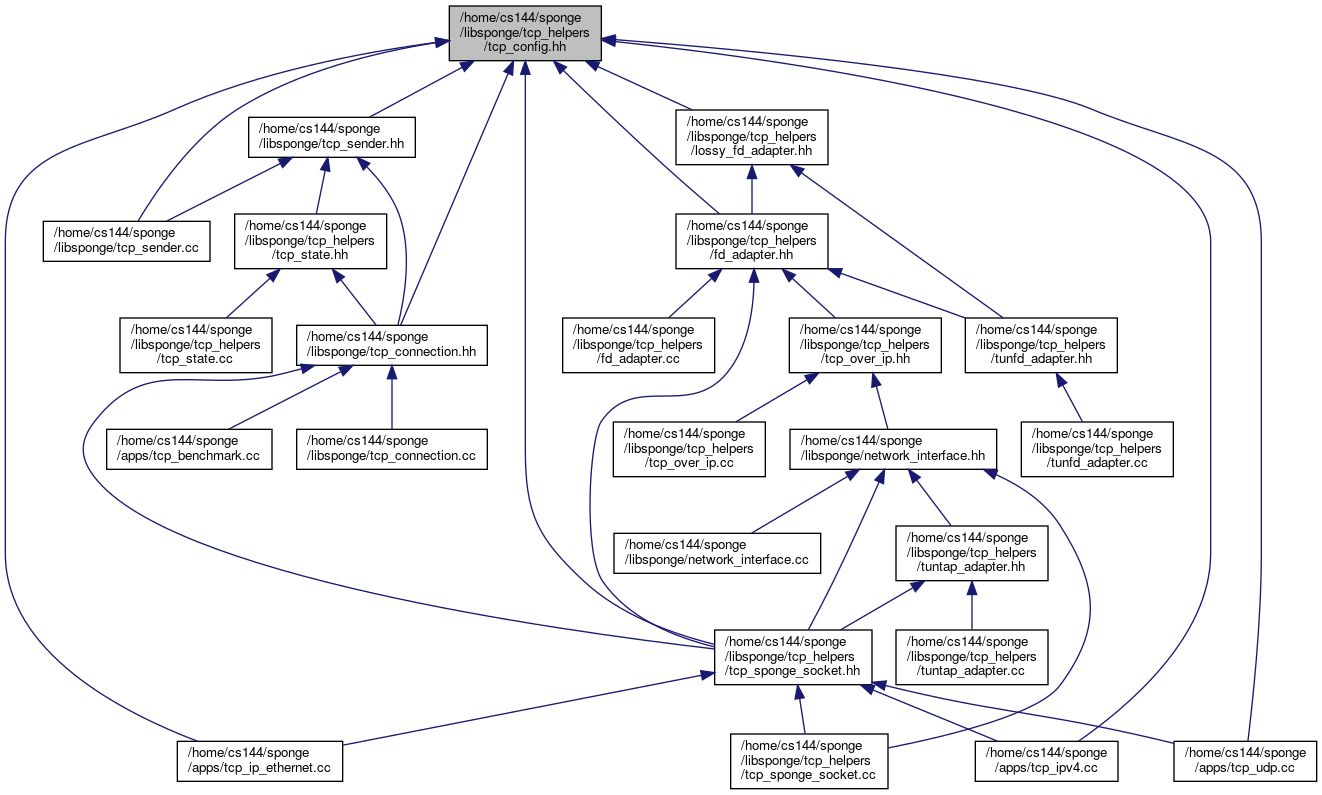 /home/cs144/sponge
/libsponge/tcp_helpers
/tcp_config.hh
/home/cs144/sponge
/libsponge/tcp_sender.hh
/home/cs144/sponge
/libsponge/tcp_helpers
/lossy_fd_adapter.hh
/home/cs144/sponge
/libsponge/tcp_sender.cc
/home/cs144/sponge
/libsponge/tcp_helpers
/tcp_state.hh
/home/cs144/sponge
/libsponge/tcp_helpers
/fd_adapter.hh
/home/cs144/sponge
/libsponge/tcp_helpers
/tcp_state.cc
/home/cs144/sponge
/libsponge/tcp_connection.hh
/home/cs144/sponge
/libsponge/tcp_helpers
/fd_adapter.cc
/home/cs144/sponge
/libsponge/tcp_helpers
/tcp_over_ip.hh
/home/cs144/sponge
/libsponge/tcp_helpers
/tunfd_adapter.hh
/home/cs144/sponge
/apps/tcp_benchmark.cc
/home/cs144/sponge
/libsponge/tcp_connection.cc
/home/cs144/sponge
/libsponge/tcp_helpers
/tcp_over_ip.cc
/home/cs144/sponge
/libsponge/network_interface.hh
/home/cs144/sponge
/libsponge/tcp_helpers
/tunfd_adapter.cc
/home/cs144/sponge
/libsponge/network_interface.cc
/home/cs144/sponge
/libsponge/tcp_helpers
/tuntap_adapter.hh
/home/cs144/sponge
/libsponge/tcp_helpers
/tcp_sponge_socket.hh
/home/cs144/sponge
/libsponge/tcp_helpers
/tuntap_adapter.cc
/home/cs144/sponge
/apps/tcp_ip_ethernet.cc
/home/cs144/sponge
/libsponge/tcp_helpers
/tcp_sponge_socket.cc
/home/cs144/sponge
/apps/tcp_ipv4.cc
/home/cs144/sponge
/apps/tcp_udp.cc